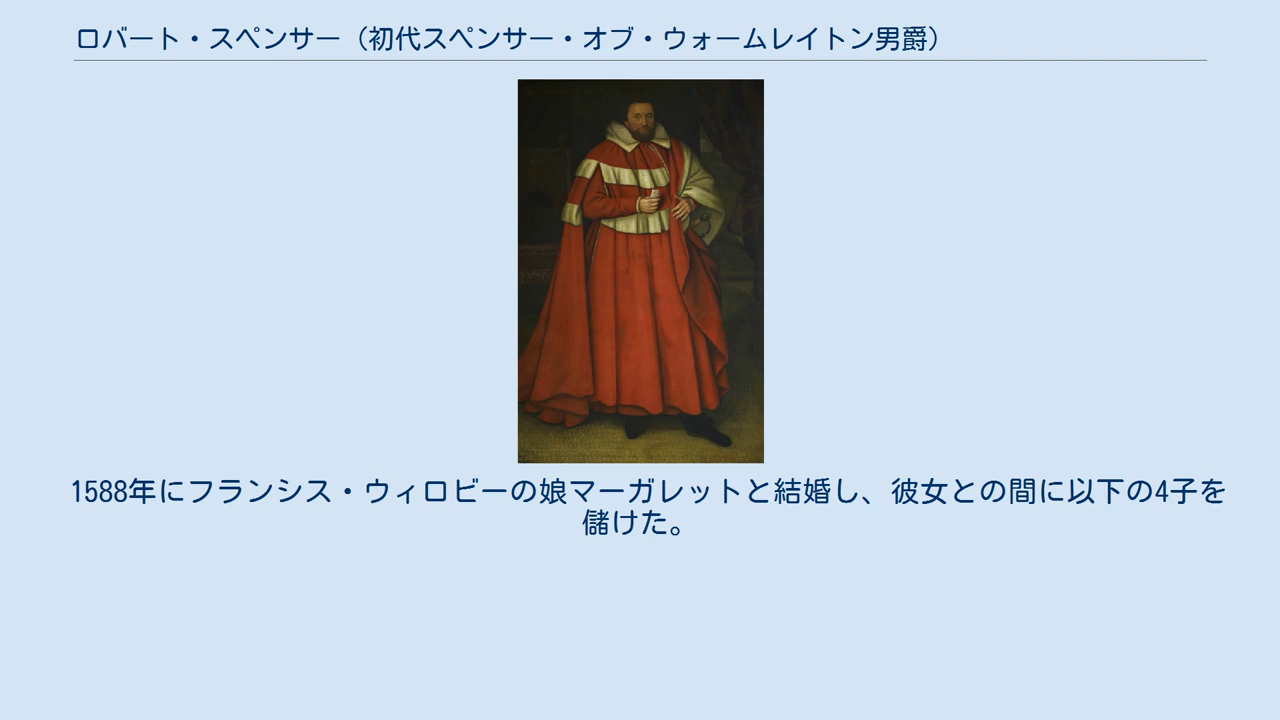 ロバート・スペンサー（初代スペンサー・オブ・ウォームレイトン男爵）
1588年にフランシス・ウィロビーの娘マーガレットと結婚し、彼女との間に以下の4子を
儲けた。